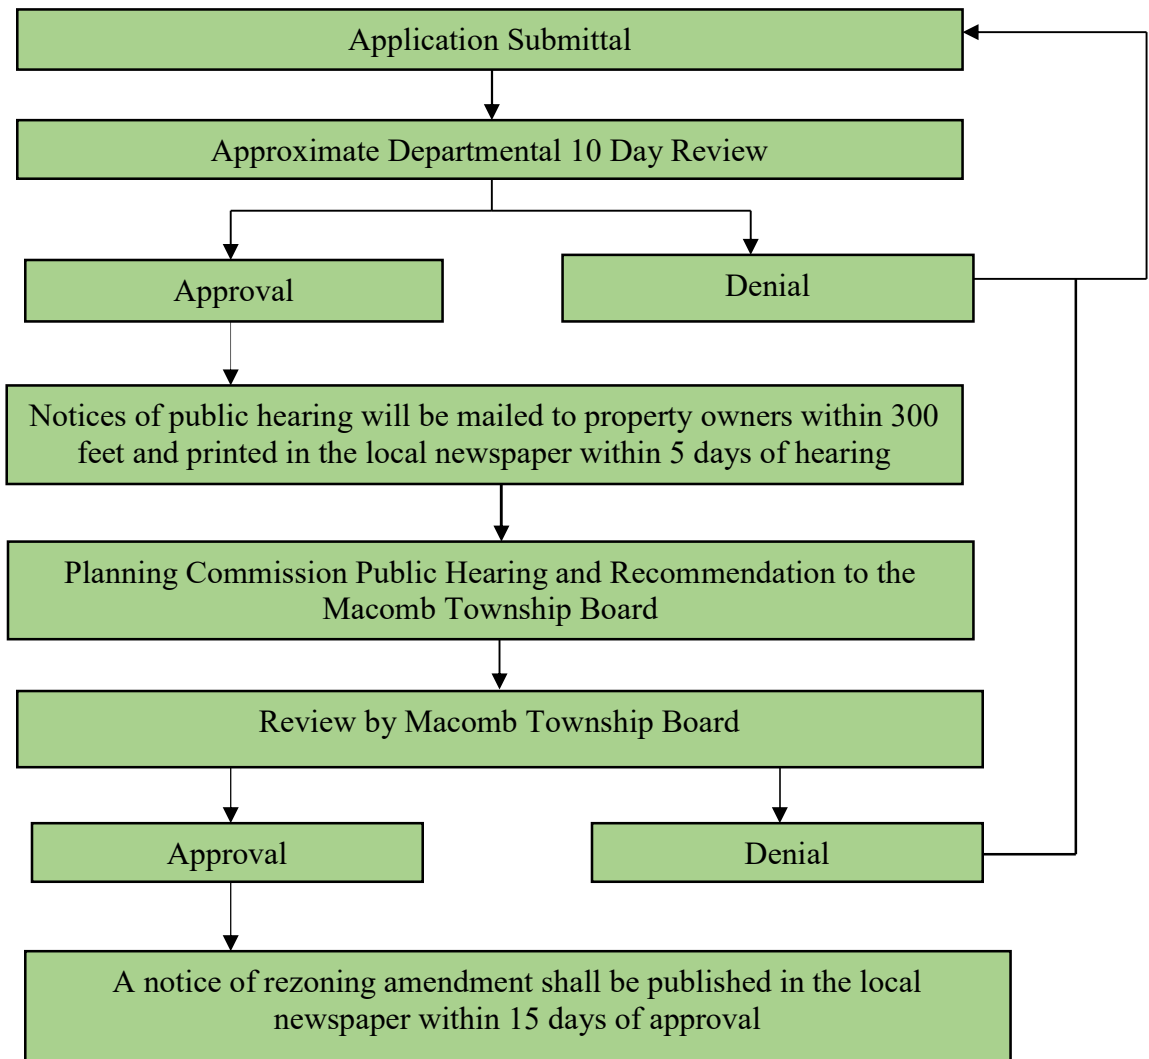 Application Submittal
Approximate Departmental 10 Day Review
Approval
Denial
Notices of public hearing will be mailed to property owners within 300
feet and printed in the local newspaper within 5 days of hearing
Planning Commission Public Hearing and Recommendation to the
Macomb Township Board
Review by Macomb Township Board
Approval
Denial
A notice of rezoning amendment shall be published in the local
newspaper within 15 days of approval